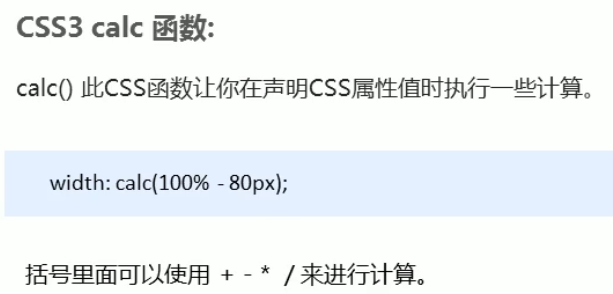 CSS3 calc 函数:
calc() 此CSS函数让你在声明CSS属性值时执行一些计算。
width: calc(100% - 80px);
括号里面可以使用 + - * / 来进行计算。